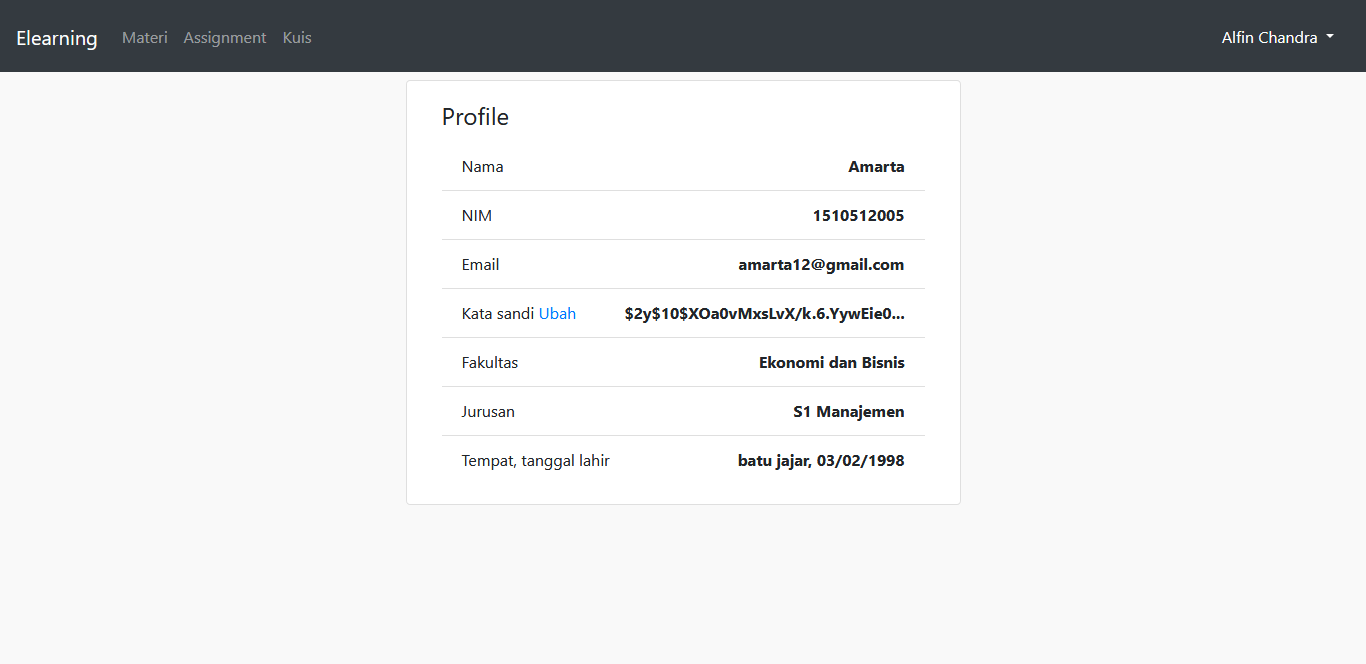 Elearning Materi Assignment Kuis Alfin Chandra
Profile
Nama Amarta
NIM 1510512005
Email amarta12@gmail.com
Kata sandi Ubah $2y$10$XOa0vMxsLvX/k.6.YywEie0...
Fakultas Ekonomi dan Bisnis
Jurusan S1 Manajemen
Tempat, tanggal lahir batu jajar, 03/02/1998